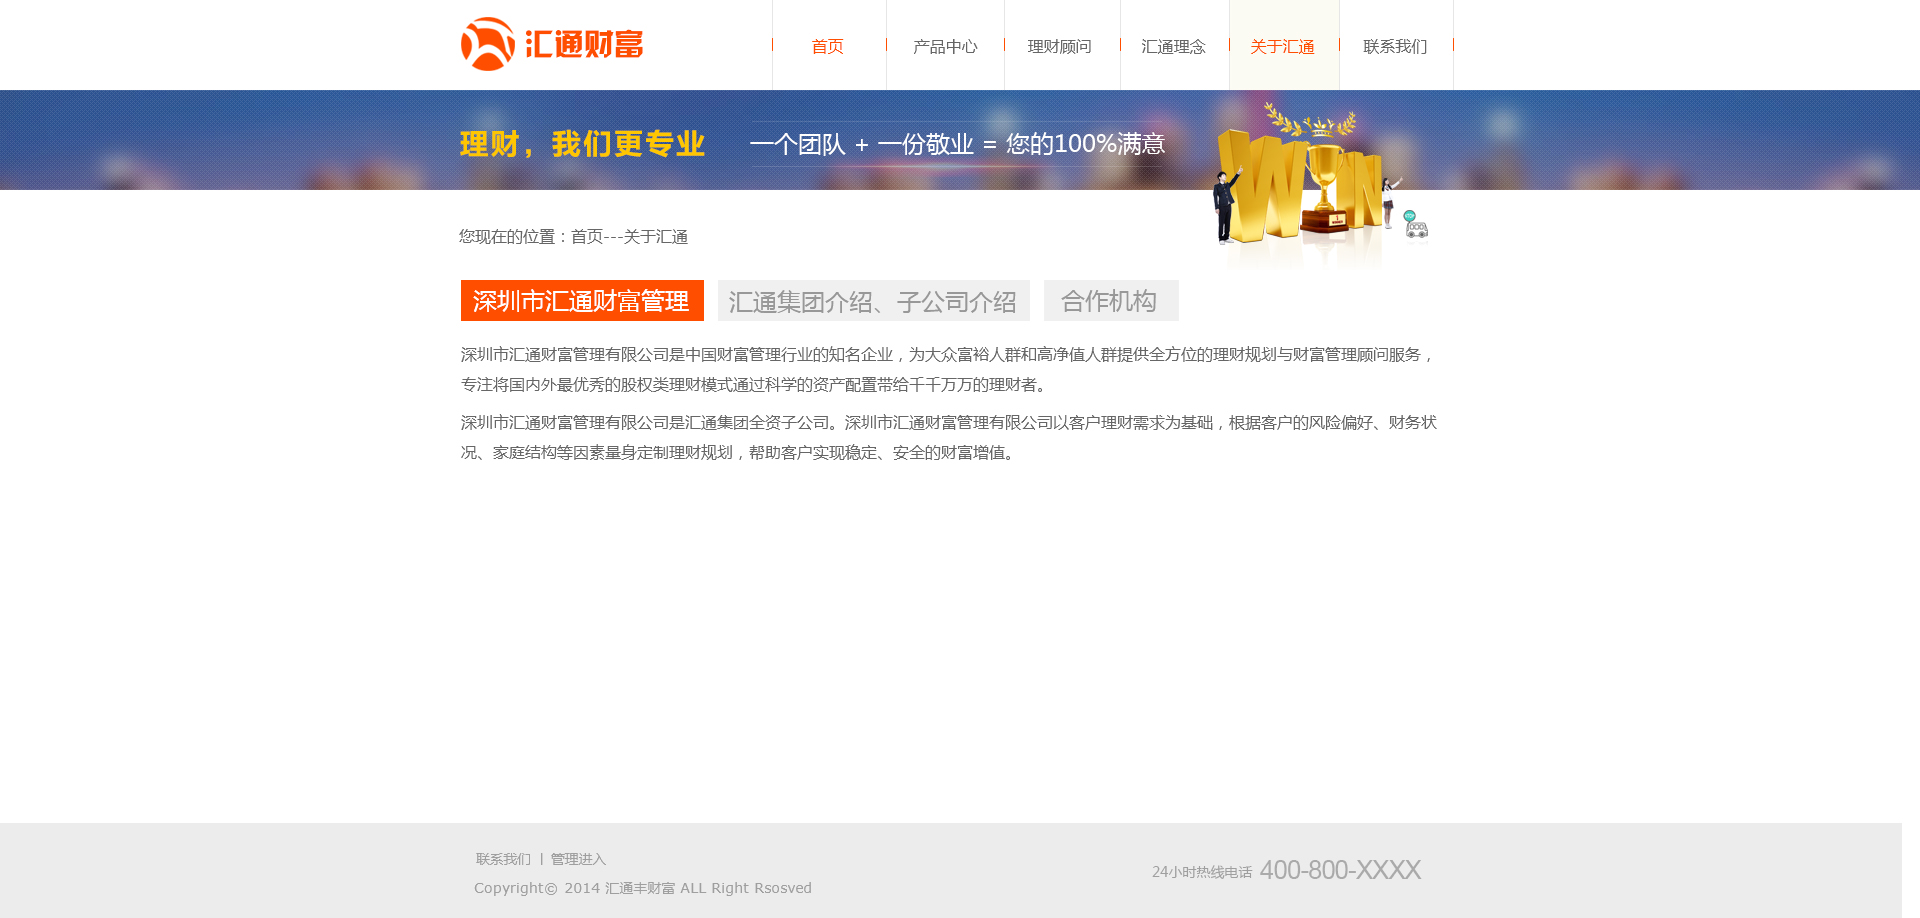 汇通财富
首页
产品中心
理财顾问
汇通理念
关于汇通
联系我们
理财，我们更专业
一个团队 + 一份敬业 = 您的100%满意
WIN
您现在的位置：首页---关于汇通
深圳市汇通财富管理
汇通集团介绍、子公司介绍
合作机构
深圳市汇通财富管理有限公司是中国财富管理行业的知名企业，为大众富裕人群和高净值人群提供全方位的理财规划与财富管理顾问服务，
专注将国内外最优秀的股权类理财模式通过科学的资产配置带给千千万万的理财者。
深圳市汇通财富管理有限公司是汇通集团全资子公司。深圳市汇通财富管理有限公司以客户理财需求为基础，根据客户的风险偏好、财务状
况、家庭结构等因素量身定制理财规划，帮助客户实现稳定、安全的财富增值。
联系我们 | 管理进入
Copyright© 2014 汇通丰财富 ALL Right Rsosved
24小时热线电话 400-800-XXXX